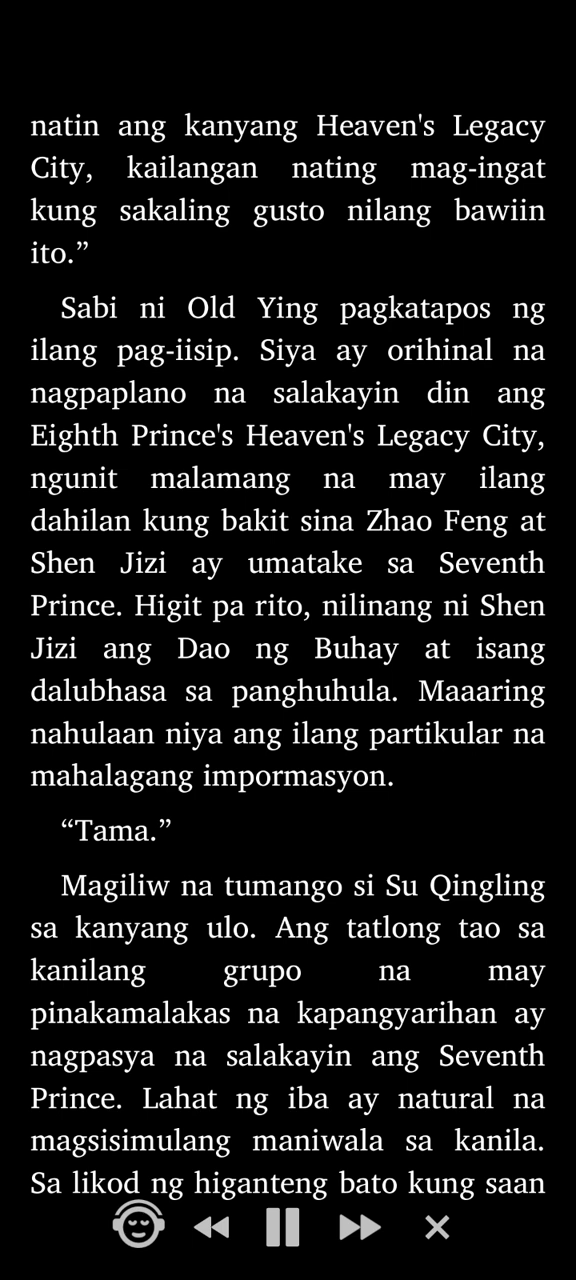 natin ang kanyang Heaven's Legacy
City, kailangan nating mag-ingat
kung sakaling gusto nilang bawiin
ito.”
Sabi ni Old Ying pagkatapos ng
ilang pag-iisip. Siya ay orihinal na
nagpaplano na salakayin din ang
Eighth Prince's Heaven's Legacy City,
ngunit malamang na may ilang
dahilan kung bakit sina Zhao Feng at
Shen Jizi ay umatake sa Seventh
Prince. Higit pa rito, nilinang ni Shen
Jizi ang Dao ng Buhay at isang
dalubhasa sa panghuhula. Maaaring
nahulaan niya ang ilang partikular na
mahalagang impormasyon.
“Tama.”
Magiliw na tumango si Su Qingling
sa kanyang ulo. Ang tatlong tao sa
kanilang grupo na may
pinakamalakas na kapangyarihan ay
nagpasya na salakayin ang Seventh
Prince. Lahat ng iba ay natural na
magsisimulang maniwala sa kanila.
Sa likod ng higanteng bato kung saan